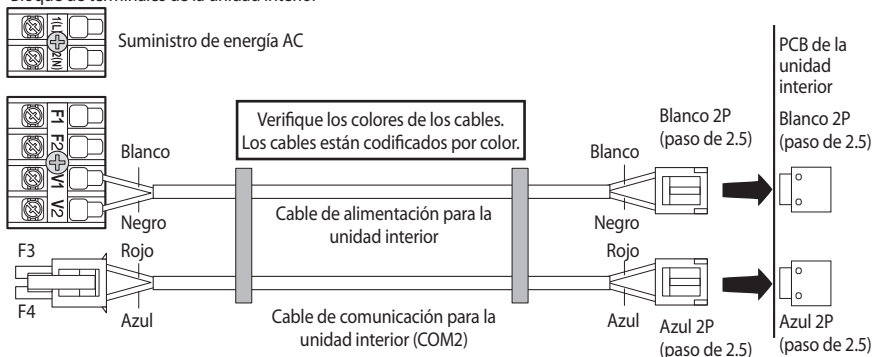 Bloque de terminales de la unidad interior
1(L)
2(N)
Suministro de energía AC
PCB de la
unidad
interior
F1
F2
V1
V2
Verifique los colores de los cables.
Los cables están codificados por color.
Blanco
Negro
Blanco
Negro
Blanco 2P
(paso de 2.5)
Blanco 2P
(paso de 2.5)
Cable de alimentación para la
unidad interior
F3
F4
Rojo
Azul
Rojo
Azul
Cable de comunicación para la
unidad interior (COM2)
Azul 2P
(paso de 2.5)
Azul 2P
(paso de 2.5)